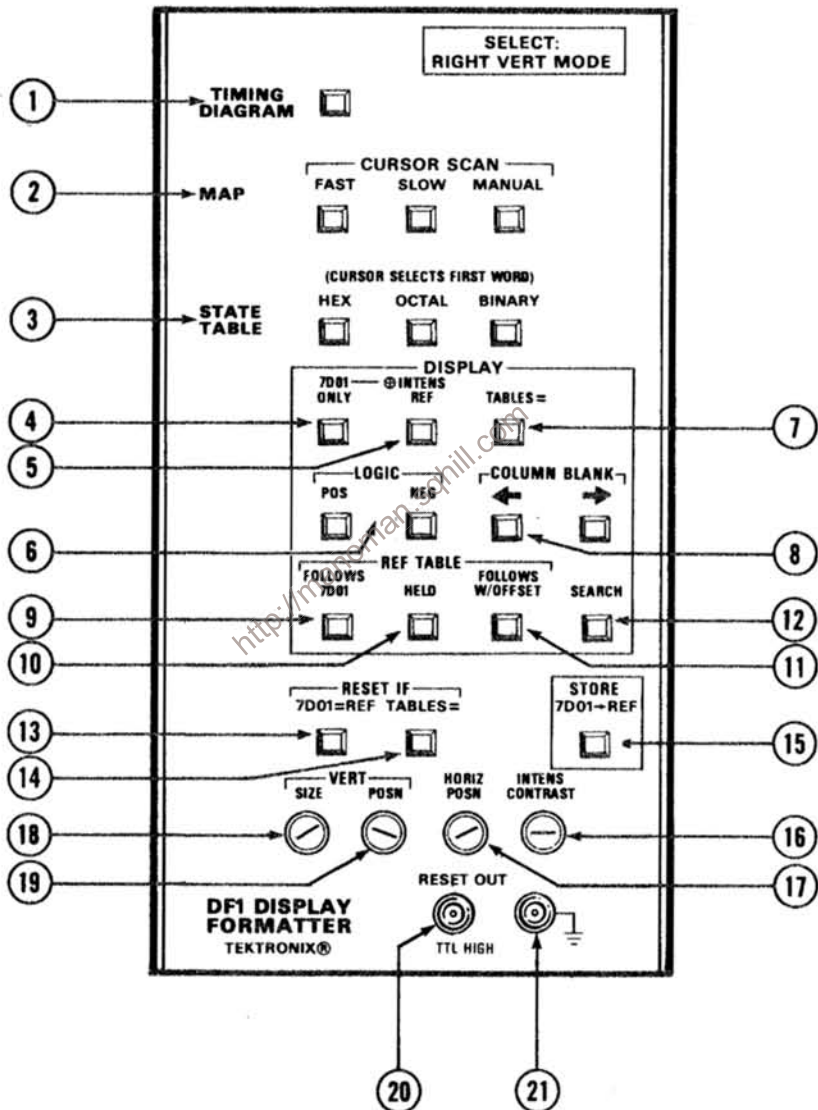 SELECT:
RIGHT VERT MODE
1
TIMING
DIAGRAM
2
MAP
CURSOR SCAN
FAST SLOW MANUAL
(CURSOR SELECTS FIRST WORD)
3
STATE
TABLE
HEX OCTAL BINARY
DISPLAY
7D01 ⊕INTENS
ONLY REF TABLES=
4
5
7
LOGIC COLUMN BLANK
POS NEG
6
8
REF TABLE
FOLLOWS FOLLOWS
7D01 HELD W/OFFSET SEARCH
9
10
12
11
RESET IF
7D01=REF TABLES=
STORE
7D01→REF
13
14
15
VERT HORIZ INTENS
SIZE POSN POSN CONTRAST
18
19
16
17
RESET OUT
DF1 DISPLAY
FORMATTER
TEKTRONIX®
TTL HIGH
20
21
http://manoman.sqhill.com